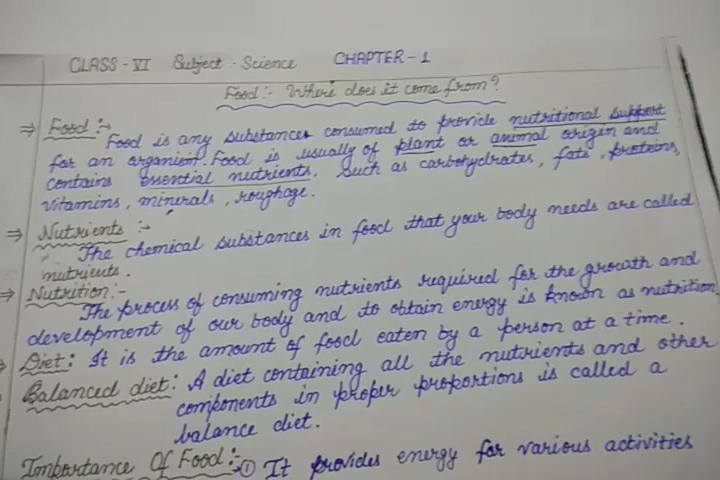 CLASS - VI Subject :- Science CHAPTER - 1
Food :- Where does it come from?
⇒ Food :-
Food is any substances consumed to provide nutritional support
for an organism. Food is usually of plant or animal origin and
contains essential nutrients. Such as carbohydrates, fats, proteins,
vitamins, minerals, roughage.
⇒ Nutrients :-
The chemical substances in food that your body needs are called
nutrients.
⇒ Nutrition:-
The process of consuming nutrients required for the growth and
development of our body and to obtain energy is known as nutrition
Diet: It is the amount of food eaten by a person at a time.
Balanced diet: A diet containing all the nutrients and other
components in proper proportions is called a
balance diet.
Importance Of Food:- ① It provides energy for various activities